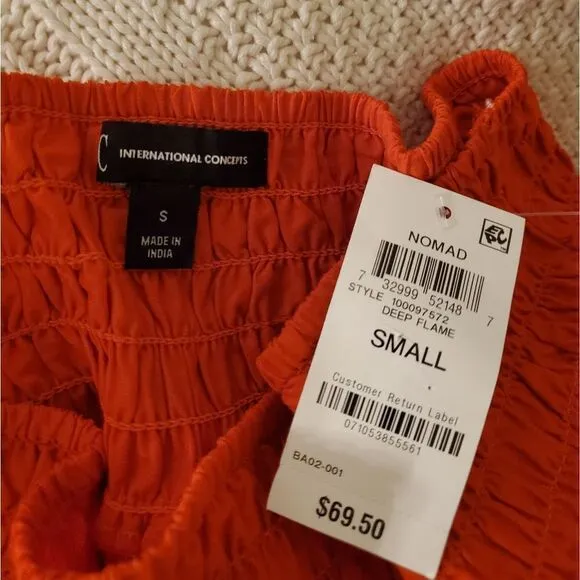 C INTERNATIONAL CONCEPTS
S
MADE IN
INDIA
NOMAD
7 32999 52148 7
STYLE 100097572
DEEP FLAME
SMALL
Customer Return Label
071053855561
BA02-001
$69.50